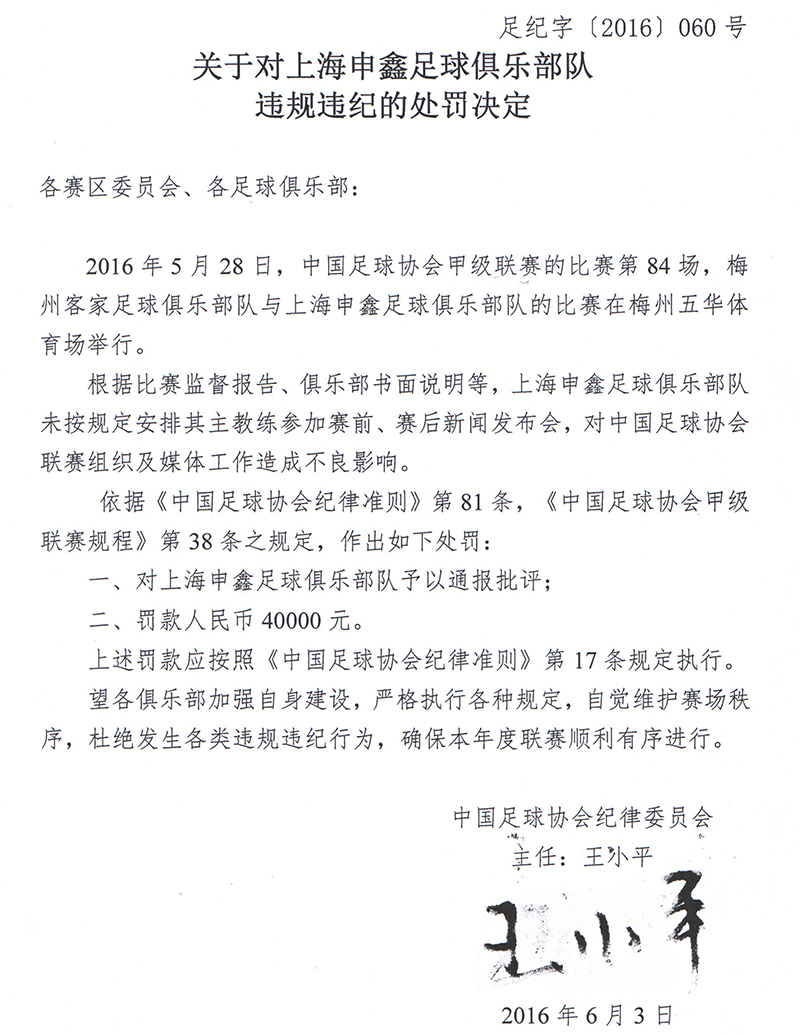 足纪字〔2016〕060 号
关于对上海申鑫足球俱乐部队
违规违纪的处罚决定
各赛区委员会、各足球俱乐部：
2016 年 5 月 28 日，中国足球协会甲级联赛的比赛第 84 场，梅
州客家足球俱乐部队与上海申鑫足球俱乐部队的比赛在梅州五华体
育场举行。
根据比赛监督报告、俱乐部书面说明等，上海申鑫足球俱乐部队
未按规定安排其主教练参加赛前、赛后新闻发布会，对中国足球协会
联赛组织及媒体工作造成不良影响。
依据《中国足球协会纪律准则》第 81 条，《中国足球协会甲级
联赛规程》第 38 条之规定，作出如下处罚：
一、对上海申鑫足球俱乐部队予以通报批评；
二、罚款人民币 40000 元。
上述罚款应按照《中国足球协会纪律准则》第 17 条规定执行。
望各俱乐部加强自身建设，严格执行各种规定，自觉维护赛场秩
序，杜绝发生各类违规违纪行为，确保本年度联赛顺利有序进行。
中国足球协会纪律委员会
主任：王小平
王小平
2016 年 6 月 3 日